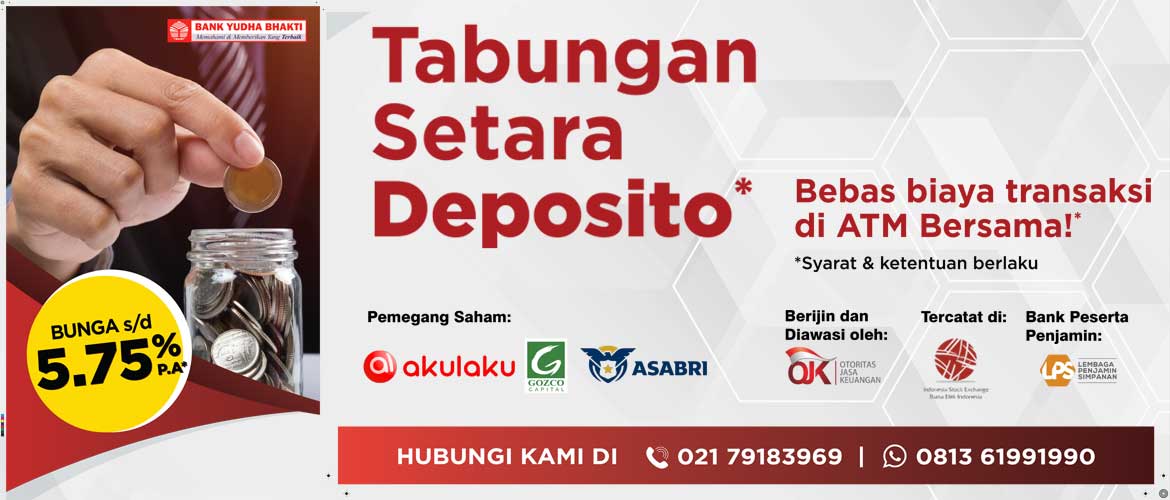 BANK YUDHA BHAKTI
Memahami & Memberikan Yang Terbaik
BUNGA s/d
5.75%
P.A*
Tabungan
Setara
Deposito*
Bebas biaya transaksi
di ATM Bersama!*
*Syarat & ketentuan berlaku
Pemegang Saham:
akulaku
G
GOZCO
CAPITAL
ASABRI
Berijin dan
Diawasi oleh:
OJK
OTORITAS
JASA
KEUANGAN
Tercatat di:
Indonesia Stock Exchange
Bursa Efek Indonesia
Bank Peserta
Penjamin:
LPS
LEMBAGA
PENJAMIN
SIMPANAN
HUBUNGI KAMI DI 021 79183969 | 0813 61991990